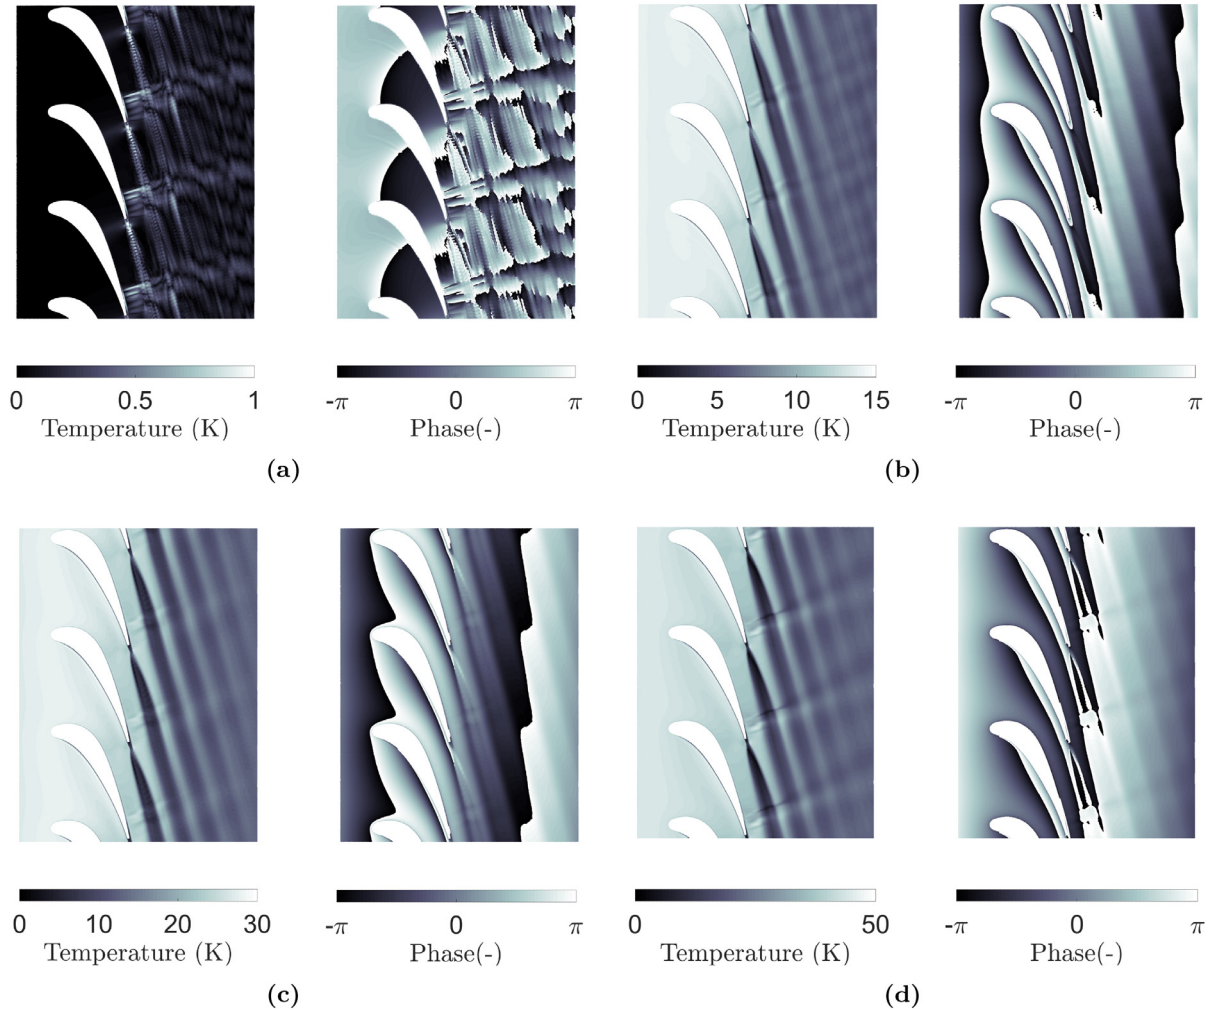 0 0.5 1
Temperature (K)
-π 0 π
Phase(-)
(a)
0 5 10 15
Temperature (K)
-π 0 π
Phase(-)
(b)
0 10 20 30
Temperature (K)
-π 0 π
Phase(-)
(c)
0 50
Temperature (K)
-π 0 π
Phase(-)
(d)